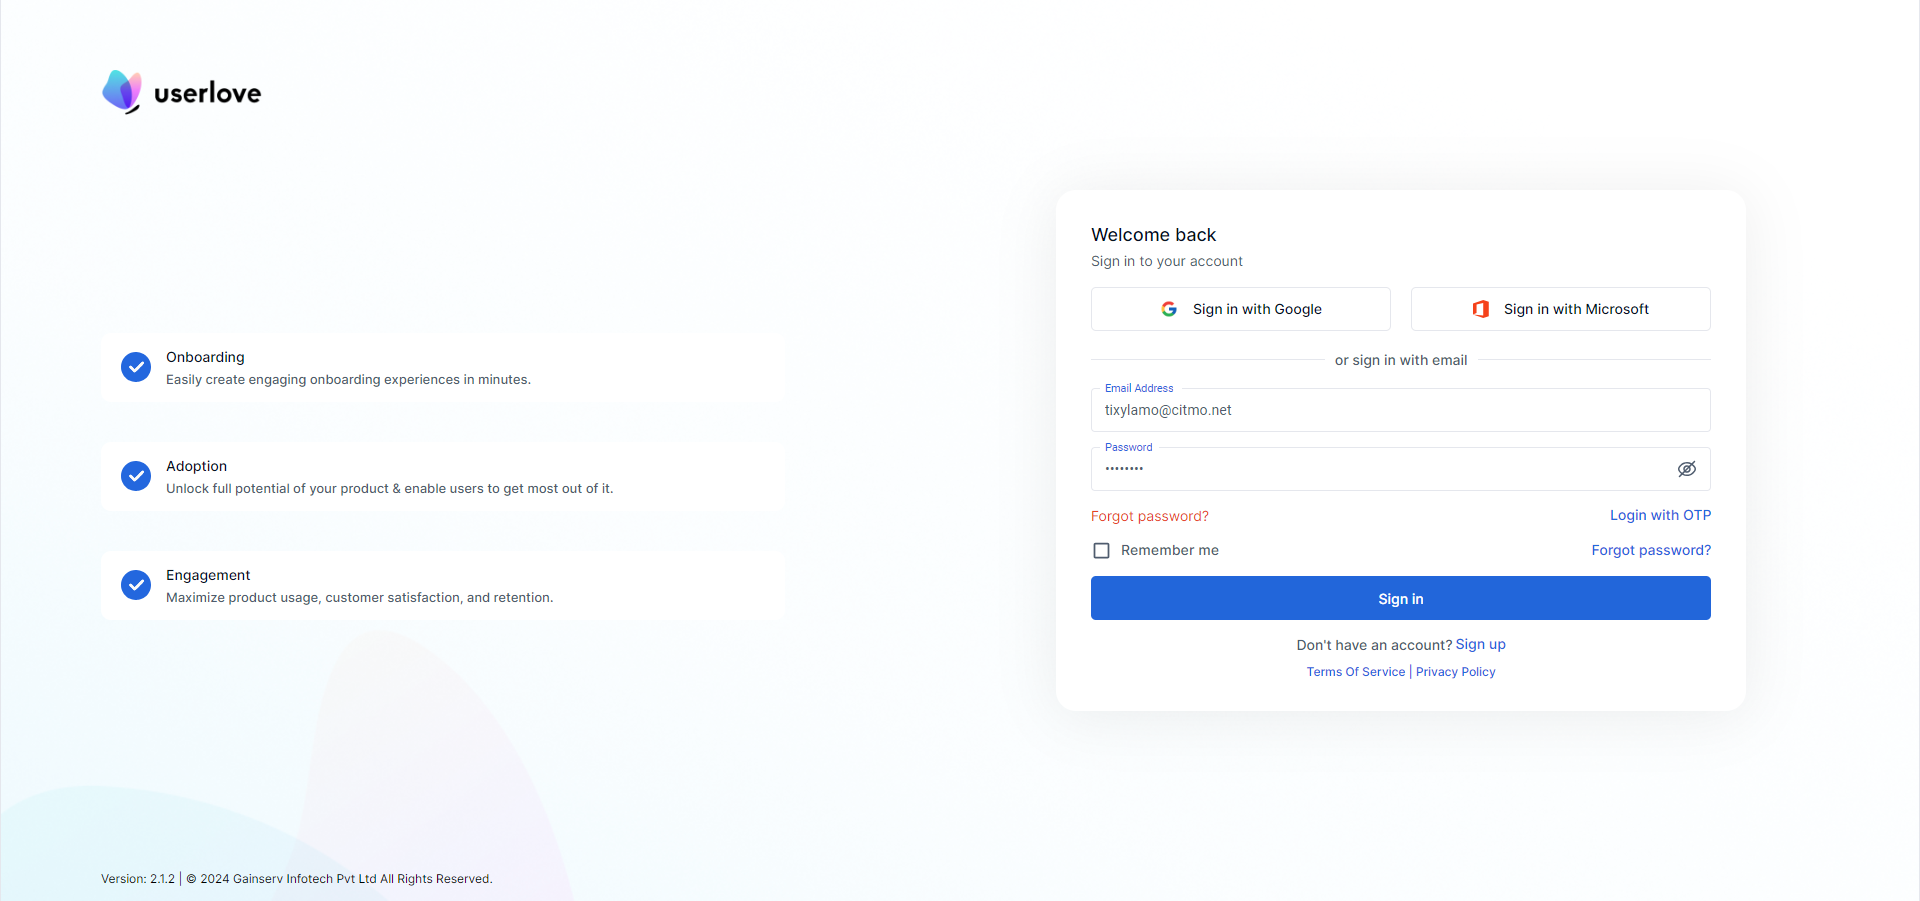 userlove
Onboarding
Easily create engaging onboarding experiences in minutes.
Adoption
Unlock full potential of your product & enable users to get most out of it.
Engagement
Maximize product usage, customer satisfaction, and retention.
Version: 2.1.2 | © 2024 Gainserv Infotech Pvt Ltd All Rights Reserved.
Welcome back
Sign in to your account
Sign in with Google
Sign in with Microsoft
or sign in with email
Email Address
tixylamo@citmo.net
Password
••••••••
Forgot password?
Login with OTP
Remember me
Forgot password?
Sign in
Don't have an account? Sign up
Terms Of Service | Privacy Policy